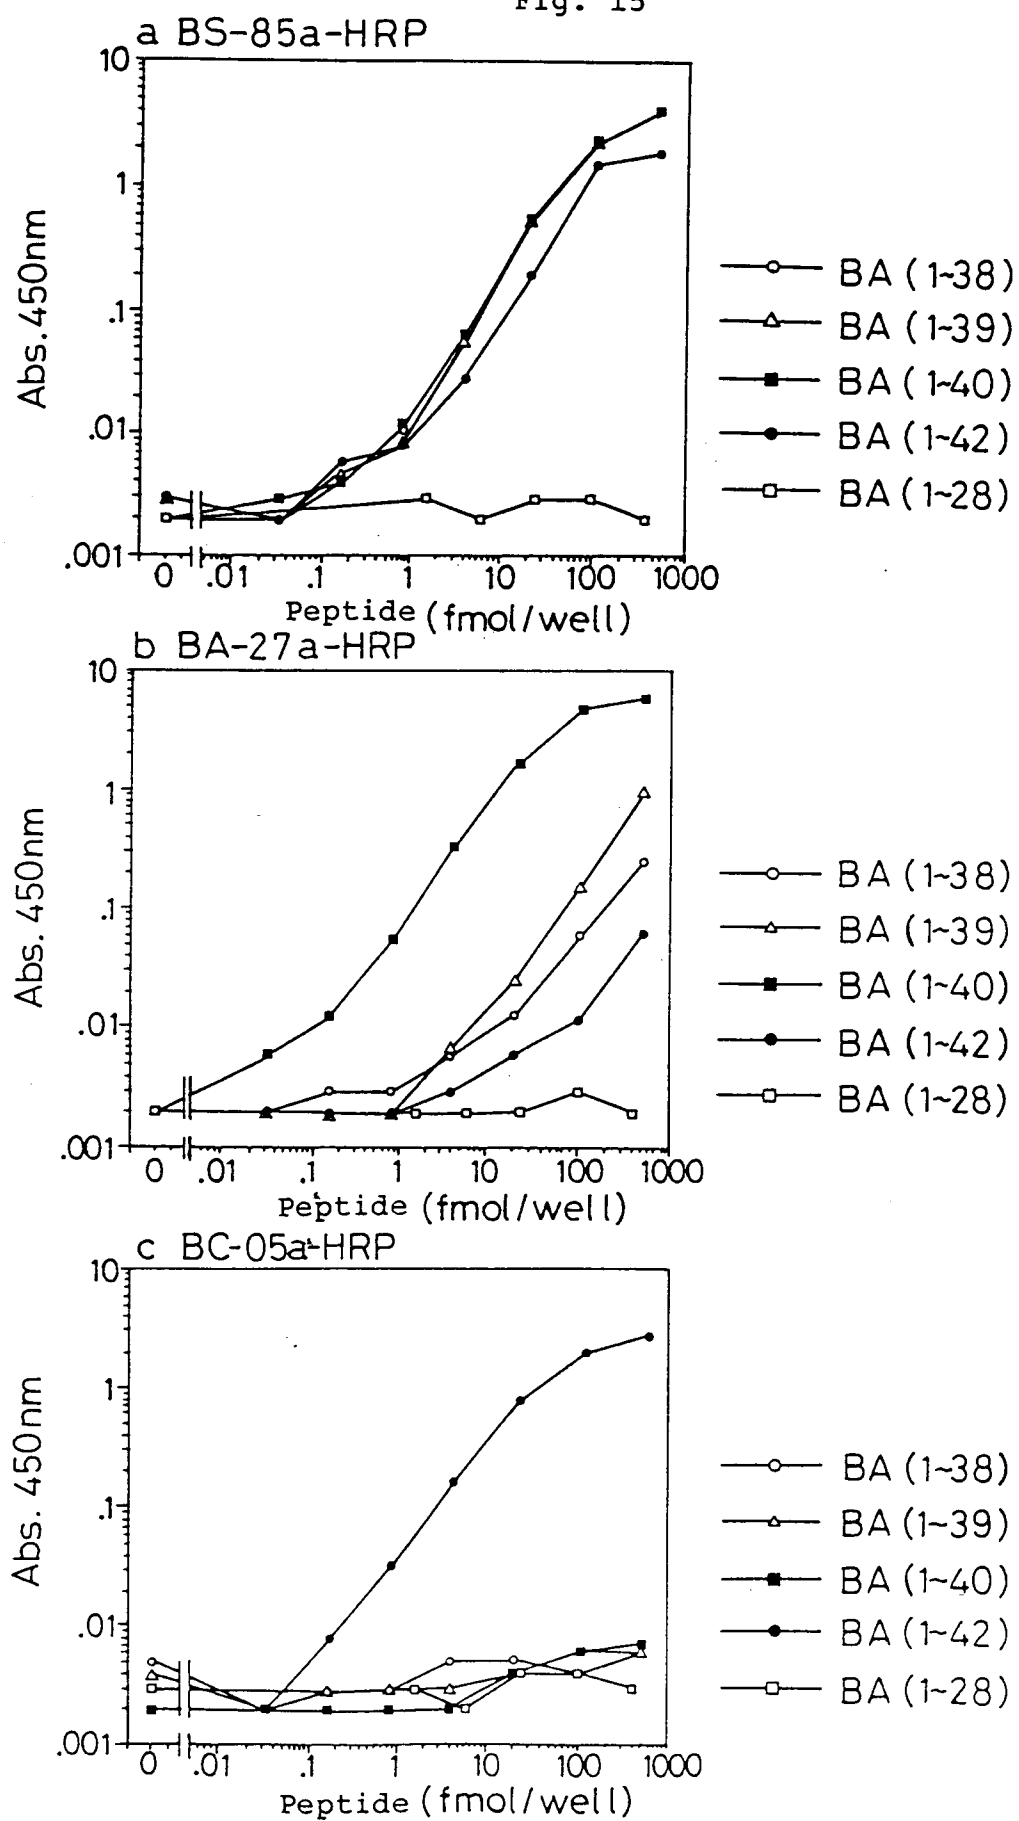 Fig. 15
a BS-85a-HRP
10
1
.1
.01
.001
Abs. 450nm
0 .01 .1 1 10 100 1000
Peptide (fmol/well)
BA (1~38)
BA (1~39)
BA (1~40)
BA (1~42)
BA (1~28)
b BA-27a-HRP
10
1
.1
.01
.001
Abs. 450nm
0 .01 .1 1 10 100 1000
Peptide (fmol/well)
BA (1~38)
BA (1~39)
BA (1~40)
BA (1~42)
BA (1~28)
c BC-05a-HRP
10
1
.1
.01
.001
Abs. 450nm
0 .01 .1 1 10 100 1000
Peptide (fmol/well)
BA (1~38)
BA (1~39)
BA (1~40)
BA (1~42)
BA (1~28)